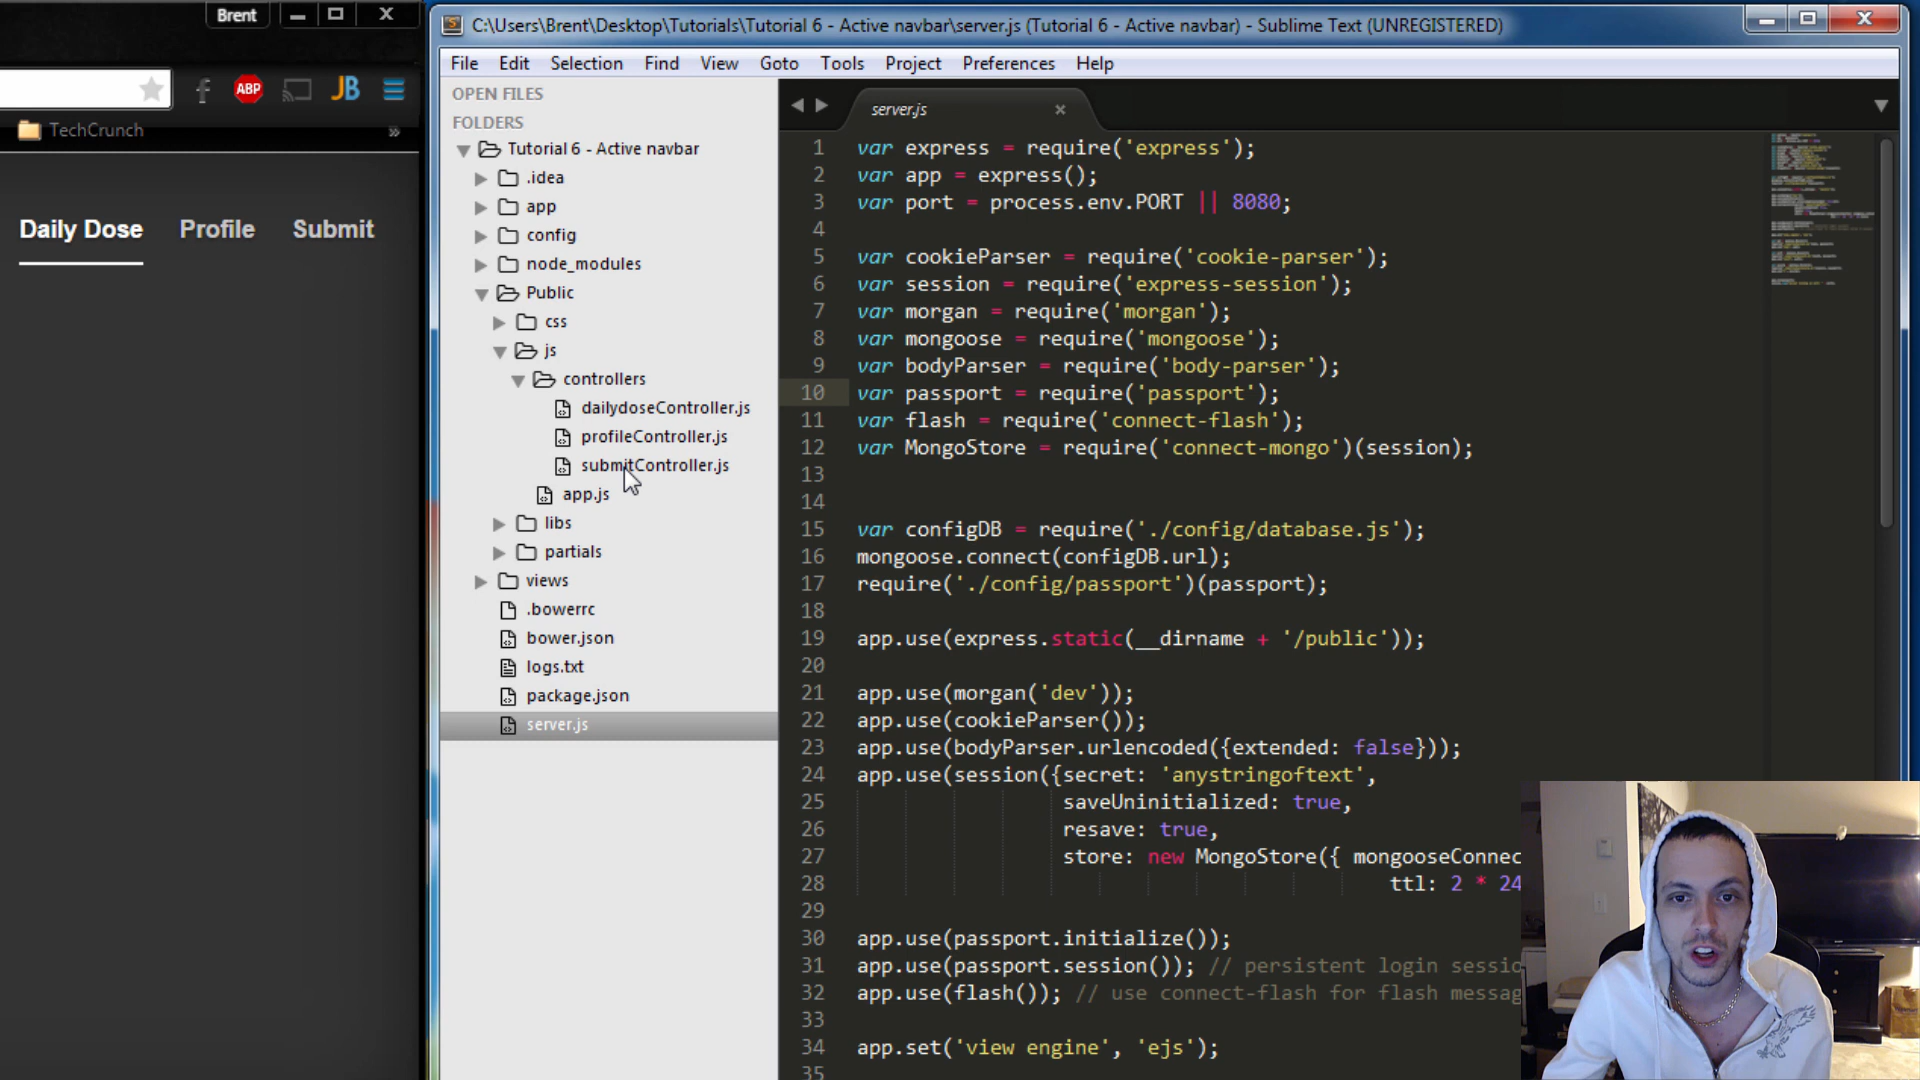 Brent
ABP
JB
TechCrunch
»
Daily Dose
Profile
Submit
C:\Users\Brent\Desktop\Tutorials\Tutorial 6 - Active navbar\server.js (Tutorial 6 - Active navbar) - Sublime Text (UNREGISTERED)
File Edit Selection Find View Goto Tools Project Preferences Help
OPEN FILES
FOLDERS
Tutorial 6 - Active navbar
.idea
app
config
node_modules
Public
css
js
controllers
dailydoseController.js
profileController.js
submitController.js
app.js
libs
partials
views
.bowerrc
bower.json
logs.txt
package.json
server.js
server.js
1 var express = require('express');
2 var app = express();
3 var port = process.env.PORT || 8080;
4
5 var cookieParser = require('cookie-parser');
6 var session = require('express-session');
7 var morgan = require('morgan');
8 var mongoose = require('mongoose');
9 var bodyParser = require('body-parser');
10 var passport = require('passport');
11 var flash = require('connect-flash');
12 var MongoStore = require('connect-mongo')(session);
13
14
15 var configDB = require('./config/database.js');
16 mongoose.connect(configDB.url);
17 require('./config/passport')(passport);
18
19 app.use(express.static(__dirname + '/public'));
20
21 app.use(morgan('dev'));
22 app.use(cookieParser());
23 app.use(bodyParser.urlencoded({extended: false}));
24 app.use(session({secret: 'anystringoftext',
25 saveUninitialized: true,
26 resave: true,
27 store: new MongoStore({ mongooseConnec
28 ttl: 2 * 24
29
30 app.use(passport.initialize());
31 app.use(passport.session()); // persistent login sessio
32 app.use(flash()); // use connect-flash for flash messag
33
34 app.set('view engine', 'ejs');
35